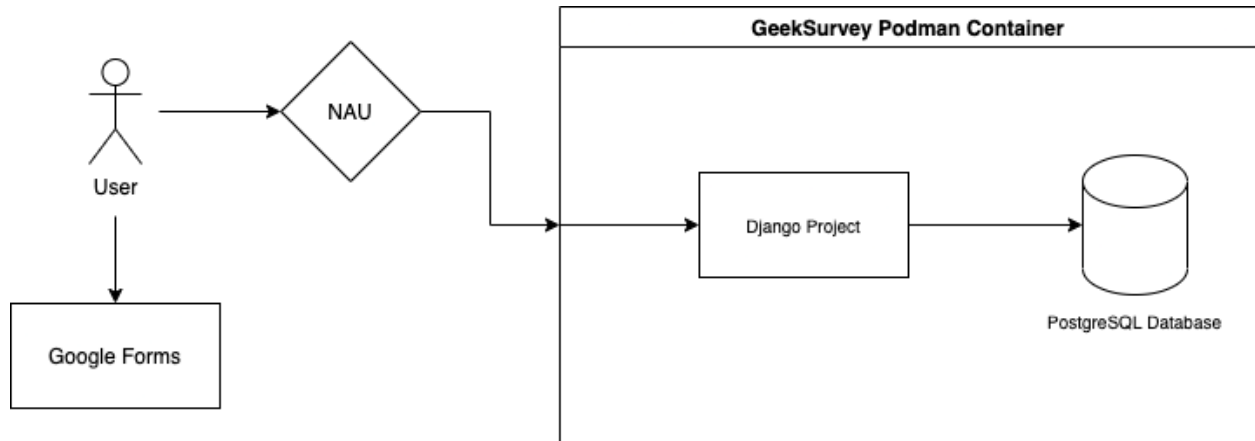 GeekSurvey Podman Container
NAU
User
Django Project
PostgreSQL Database
Google Forms